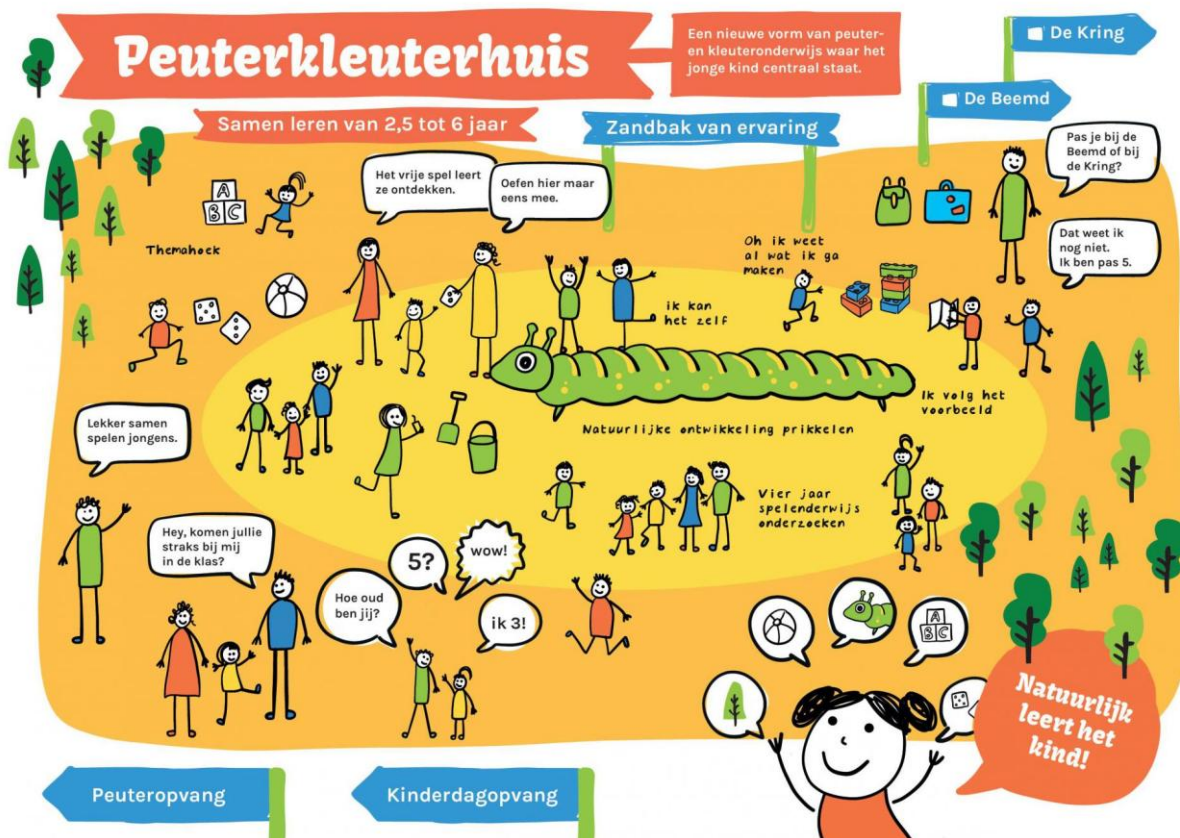 Peuterkleuterhuis
Een nieuwe vorm van peuter-
en kleuteronderwijs waar het
jonge kind centraal staat.
De Kring
De Beemd
Samen leren van 2,5 tot 6 jaar
Zandbak van ervaring
Pas je bij de
Beemd of bij
de Kring?
Het vrije spel leert
ze ontdekken.
Oefen hier maar
eens mee.
A
B C
Themahoek
Oh ik weet
al wat ik ga
maken
Dat weet ik
nog niet.
Ik ben pas 5.
ik kan
het zelf
Ik volg het
voorbeeld
Natuurlijke ontwikkeling prikkelen
Lekker samen
spelen jongens.
Vier jaar
spelenderwijs
onderzoeken
Hey, komen jullie
straks bij mij
in de klas?
Hoe oud
ben jij?
5?
wow!
ik 3!
A
B C
Natuurlijk
leert het
kind!
Peuteropvang
Kinderdagopvang